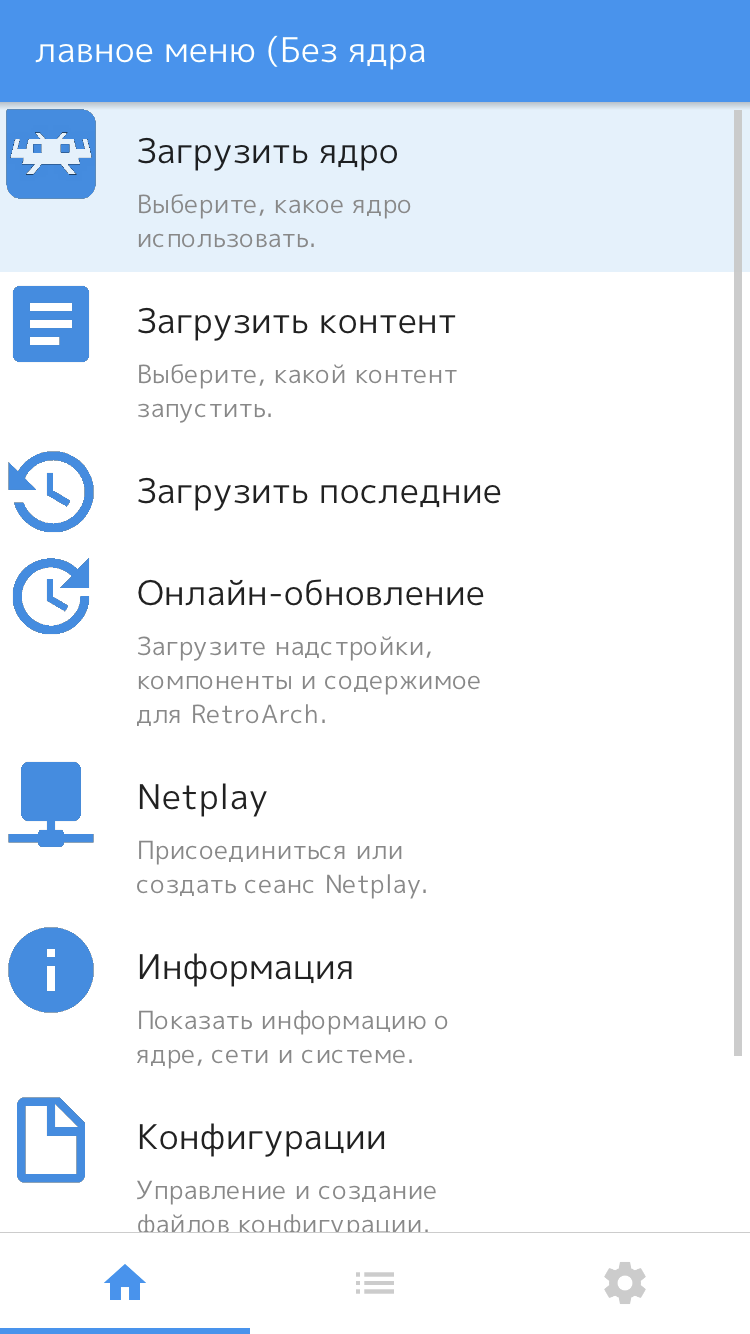 лавное меню (Без ядра
Загрузить ядро
Выберите, какое ядро
использовать.
Загрузить контент
Выберите, какой контент
запустить.
Загрузить последние
Онлайн-обновление
Загрузите надстройки,
компоненты и содержимое
для RetroArch.
Netplay
Присоединиться или
создать сеанс Netplay.
Информация
Показать информацию о
ядре, сети и системе.
Конфигурации
Управление и создание
файлов конфигурации.